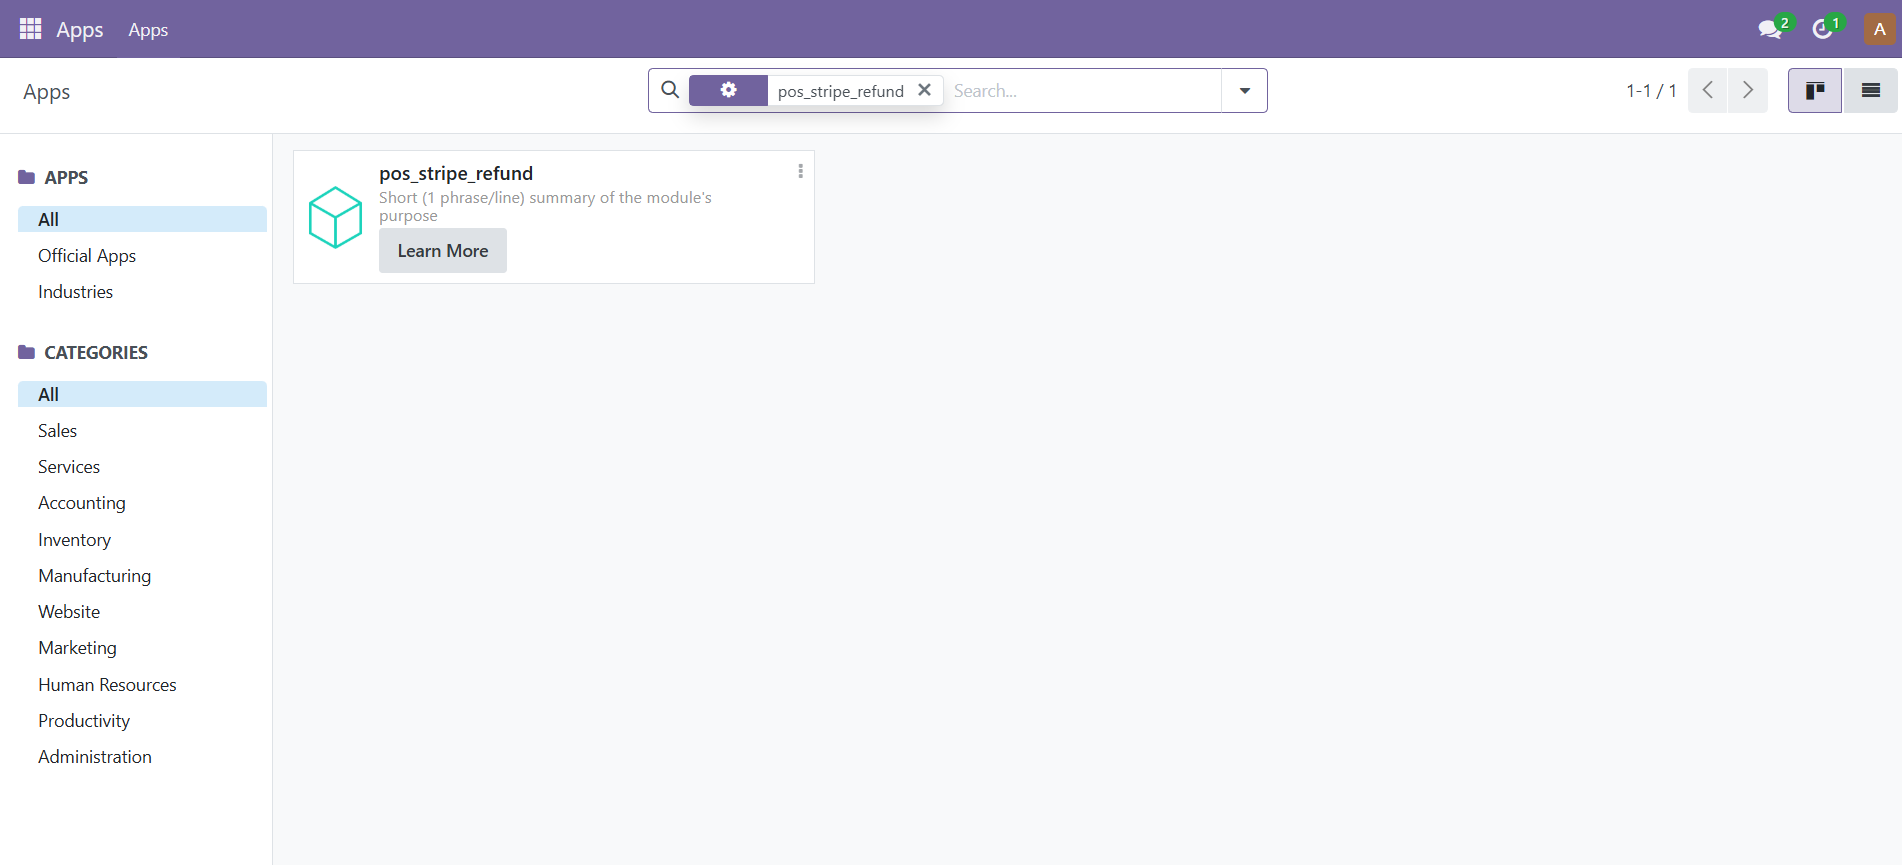 Apps Apps 2 1 A
Apps pos_stripe_refund Search... 1-1 / 1
APPS
All
Official Apps
Industries
CATEGORIES
All
Sales
Services
Accounting
Inventory
Manufacturing
Website
Marketing
Human Resources
Productivity
Administration
pos_stripe_refund
Short (1 phrase/line) summary of the module's
purpose
Learn More